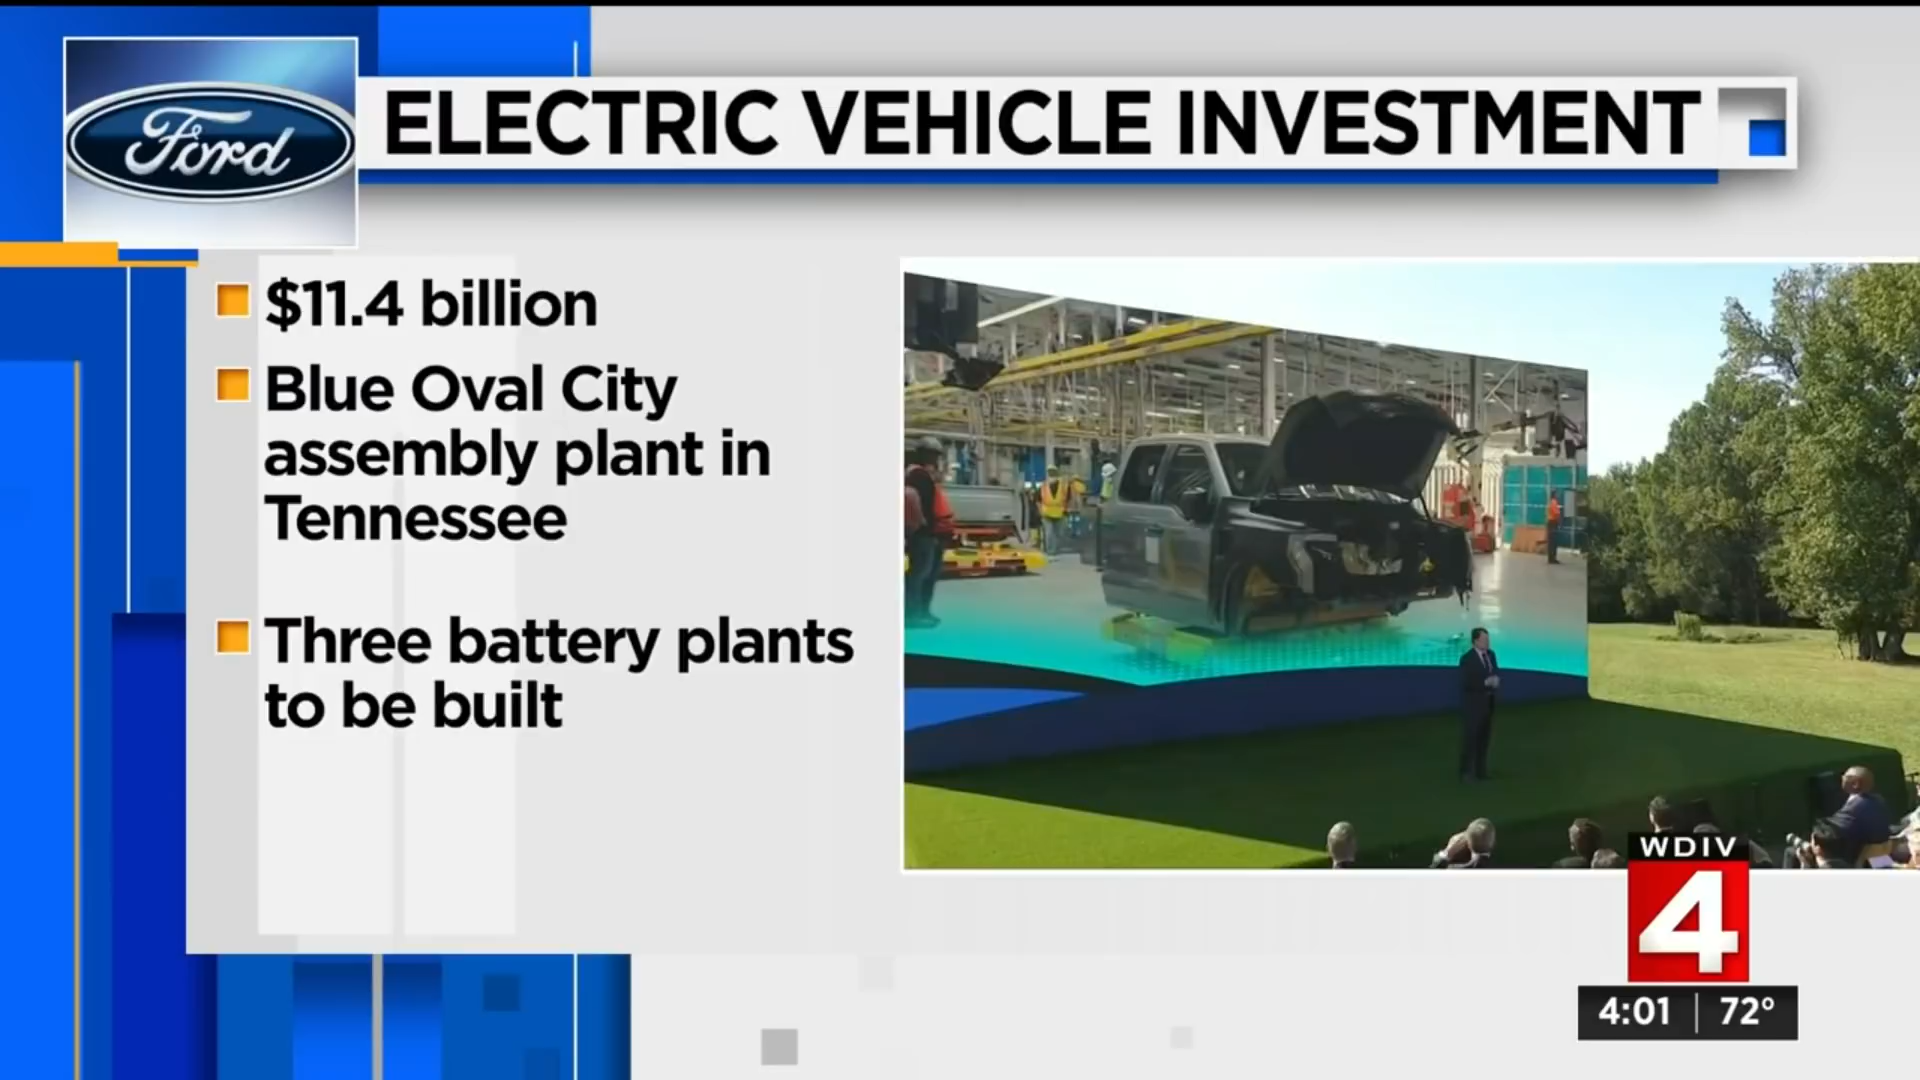 Ford
ELECTRIC VEHICLE INVESTMENT
$11.4 billion
Blue Oval City
assembly plant in
Tennessee
Three battery plants
to be built
WDIV
4
4:01 72°